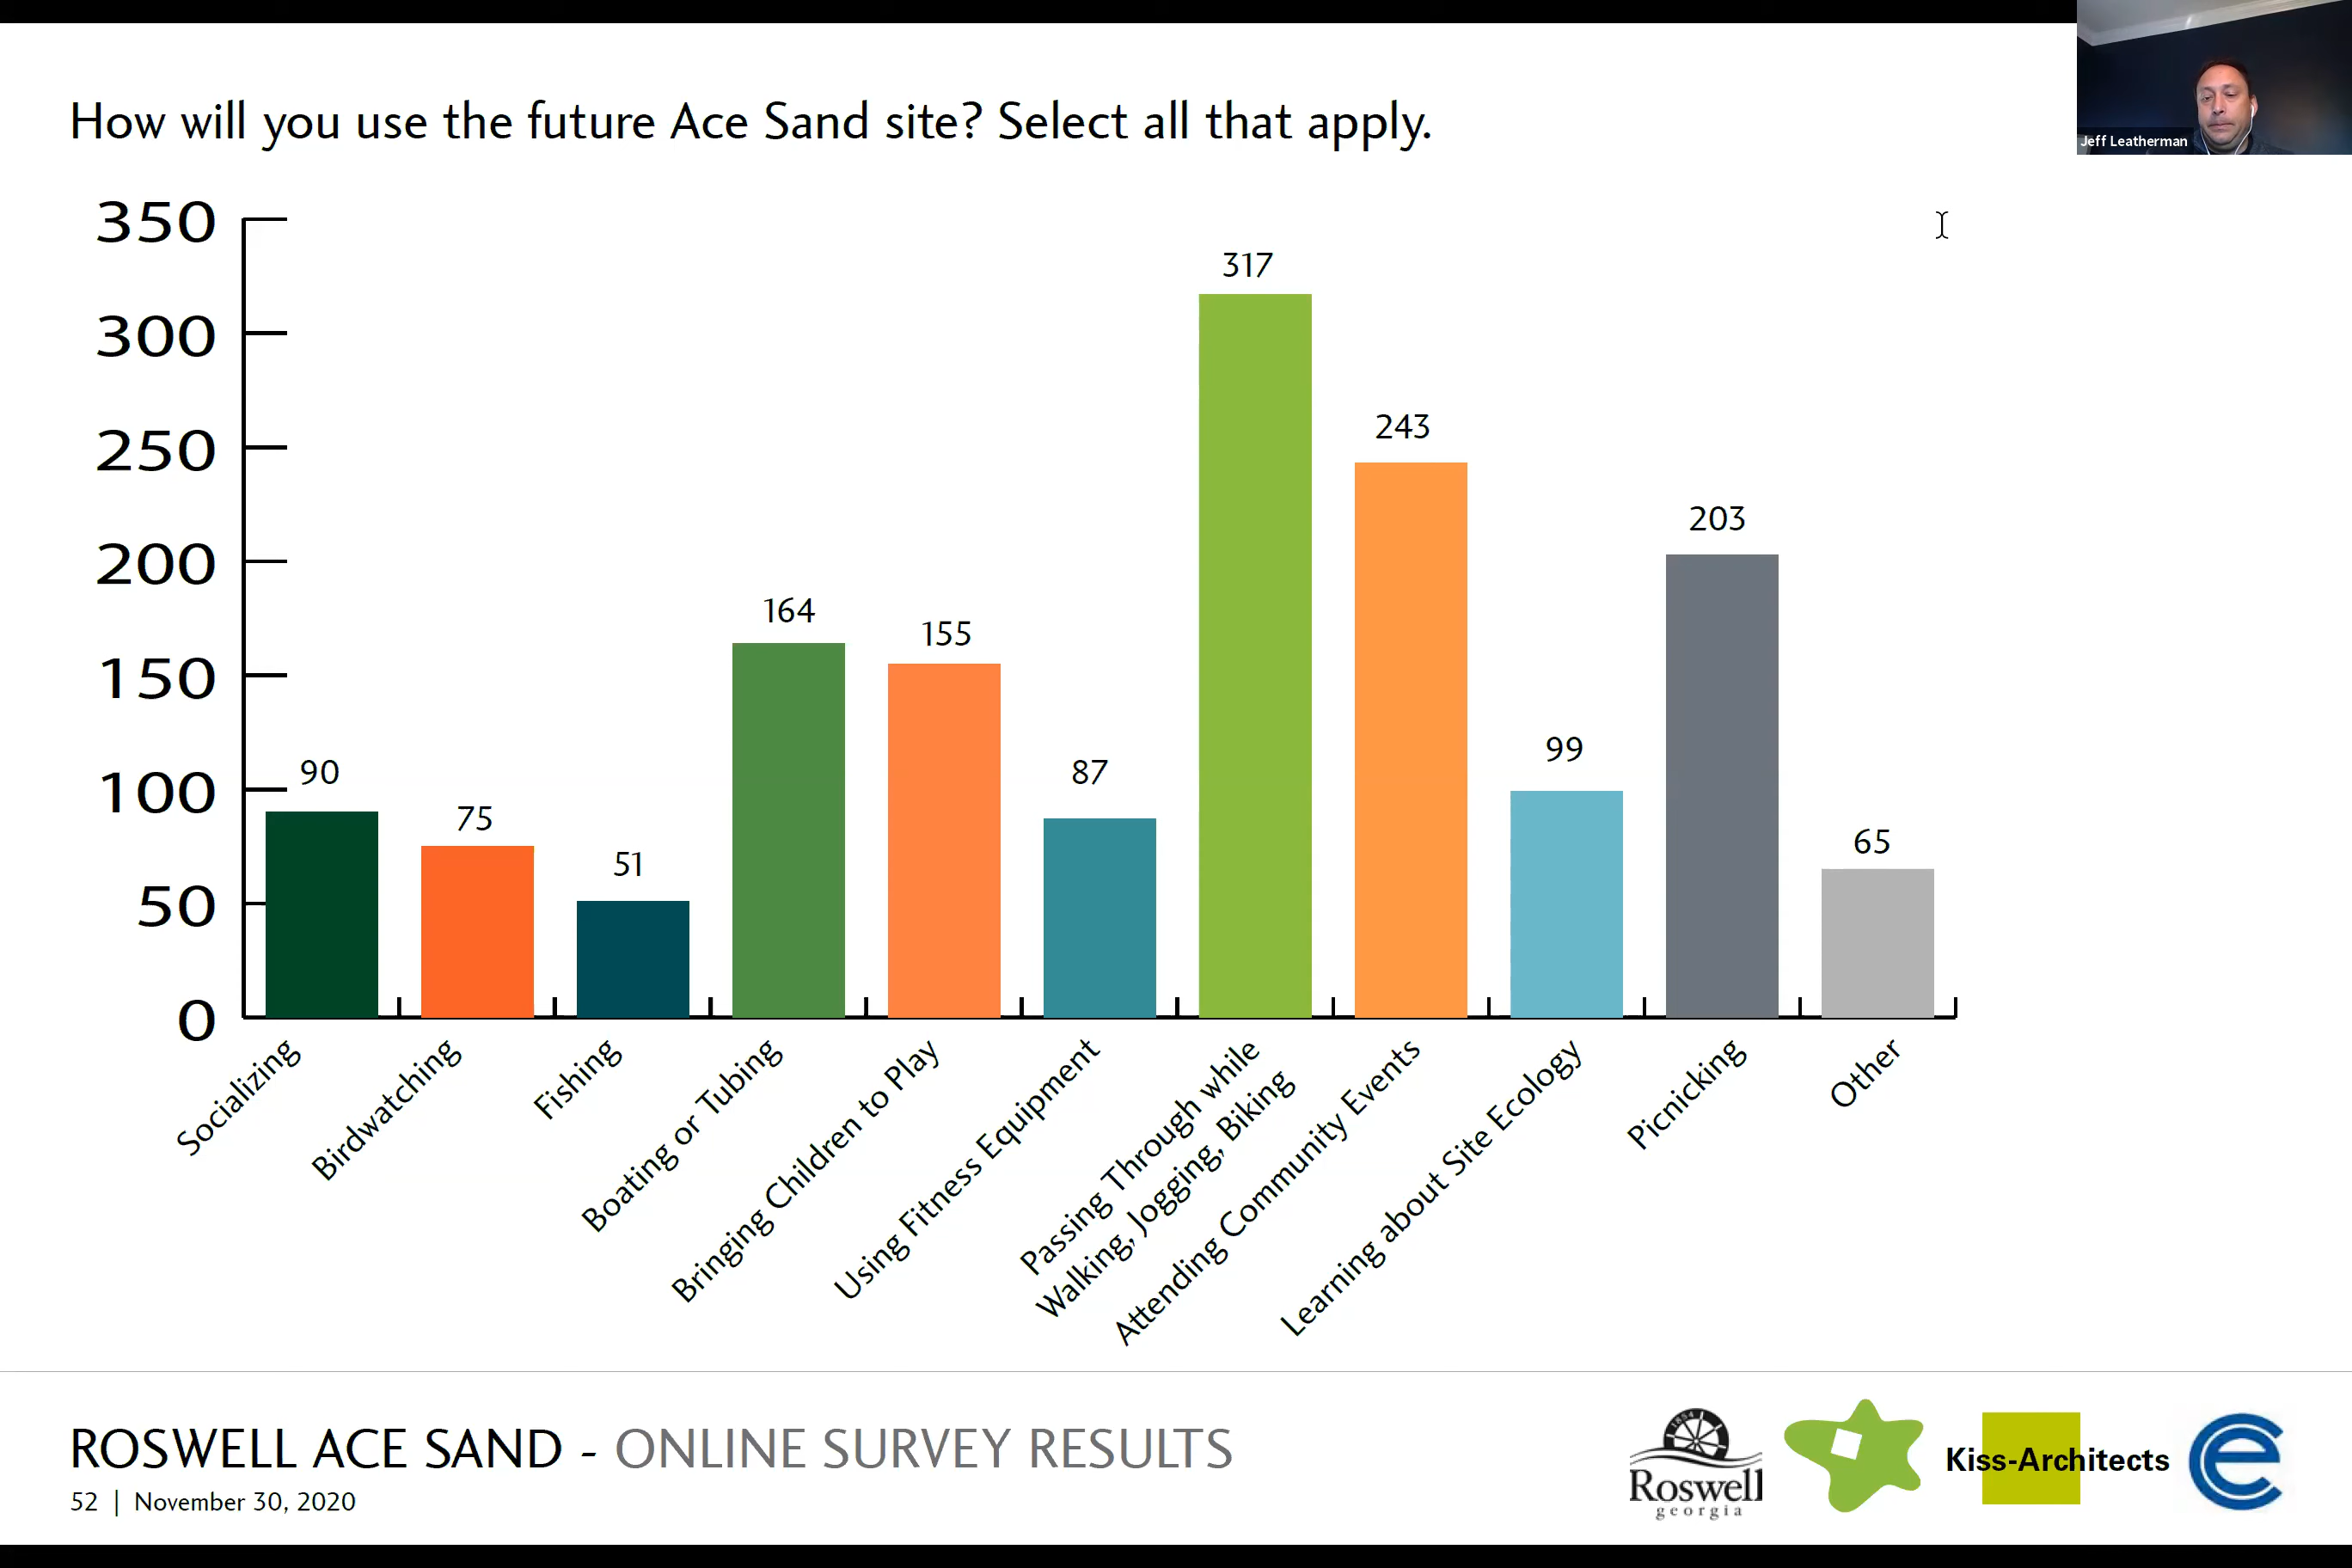 Jeff Leatherman
How will you use the future Ace Sand site? Select all that apply.
350
300
250
200
150
100
50
0
90
75
51
164
155
87
317
243
99
203
65
Socializing
Birdwatching
Fishing
Boating or Tubing
Bringing Children to Play
Using Fitness Equipment
Passing Through while
Walking, Jogging, Biking
Attending Community Events
Learning about Site Ecology
Picnicking
Other
ROSWELL ACE SAND - ONLINE SURVEY RESULTS
52 | November 30, 2020
1854
Roswell
georgia
Kiss-Architects